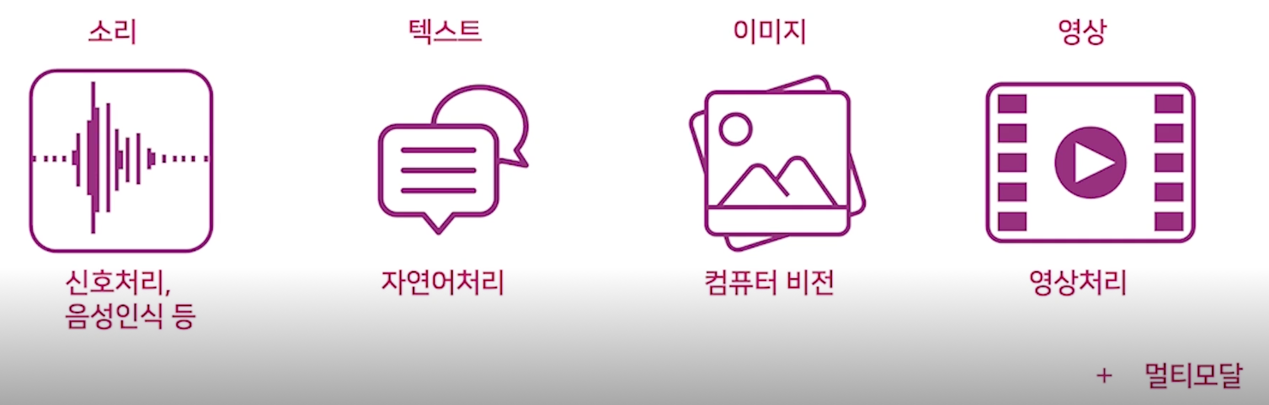 소리
텍스트
이미지
영상
신호처리,
음성인식 등
자연어처리
컴퓨터 비전
영상처리
+ 멀티모달